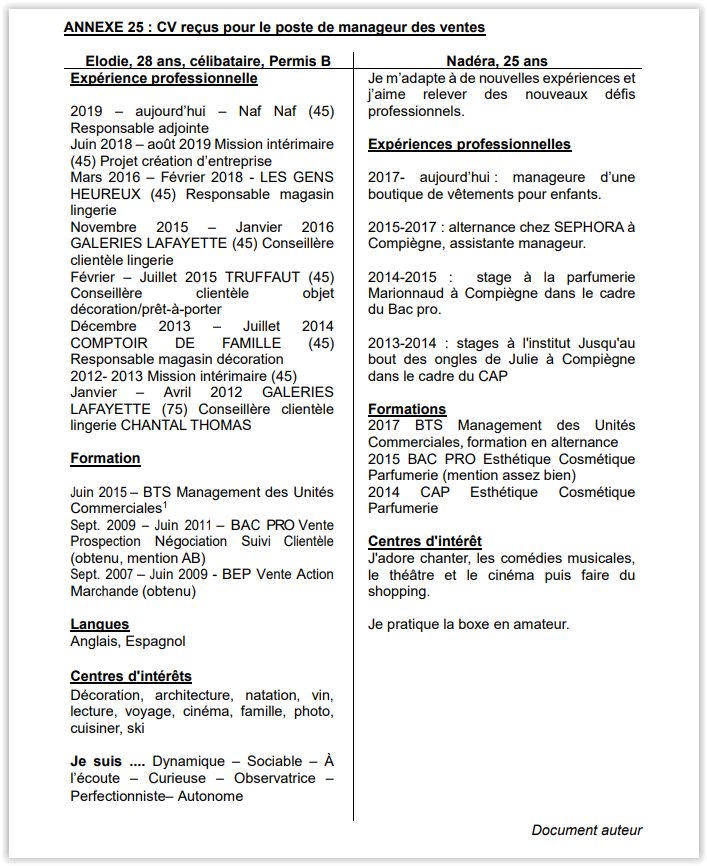 ANNEXE 25 : CV reçus pour le poste de manageur des ventes
Elodie, 28 ans, célibataire, Permis B
Expérience professionnelle
2019 – aujourd’hui – Naf Naf (45)
Responsable adjointe
Juin 2018 – août 2019 Mission intérimaire
(45) Projet création d’entreprise
Mars 2016 – Février 2018 - LES GENS
HEUREUX (45) Responsable magasin
lingerie
Novembre 2015 – Janvier 2016
GALERIES LAFAYETTE (45) Conseillère
clientèle lingerie
Février – Juillet 2015 TRUFFAUT (45)
Conseillère clientèle objet
décoration/prêt-à-porter
Décembre 2013 – Juillet 2014
COMPTOIR DE FAMILLE (45)
Responsable magasin décoration
2012- 2013 Mission intérimaire (45)
Janvier – Avril 2012 GALERIES
LAFAYETTE (75) Conseillère clientèle
lingerie CHANTAL THOMAS
Formation
Juin 2015 – BTS Management des Unités
Commerciales¹
Sept. 2009 – Juin 2011 – BAC PRO Vente
Prospection Négociation Suivi Clientèle
(obtenu, mention AB)
Sept. 2007 – Juin 2009 - BEP Vente Action
Marchande (obtenu)
Langues
Anglais, Espagnol
Centres d'intérêts
Décoration, architecture, natation, vin,
lecture, voyage, cinéma, famille, photo,
cuisiner, ski
Je suis .... Dynamique – Sociable – À
l’écoute – Curieuse – Observatrice –
Perfectionniste– Autonome
Nadéra, 25 ans
Je m’adapte à de nouvelles expériences et
j’aime relever des nouveaux défis
professionnels.
Expériences professionnelles
2017- aujourd’hui : manageure d’une
boutique de vêtements pour enfants.
2015-2017 : alternance chez SEPHORA à
Compiègne, assistante manageur.
2014-2015 : stage à la parfumerie
Marionnaud à Compiègne dans le cadre
du Bac pro.
2013-2014 : stages à l'institut Jusqu'au
bout des ongles de Julie à Compiègne
dans le cadre du CAP
Formations
2017 BTS Management des Unités
Commerciales, formation en alternance
2015 BAC PRO Esthétique Cosmétique
Parfumerie (mention assez bien)
2014 CAP Esthétique Cosmétique
Parfumerie
Centres d'intérêt
J'adore chanter, les comédies musicales,
le théâtre et le cinéma puis faire du
shopping.
Je pratique la boxe en amateur.
Document auteur